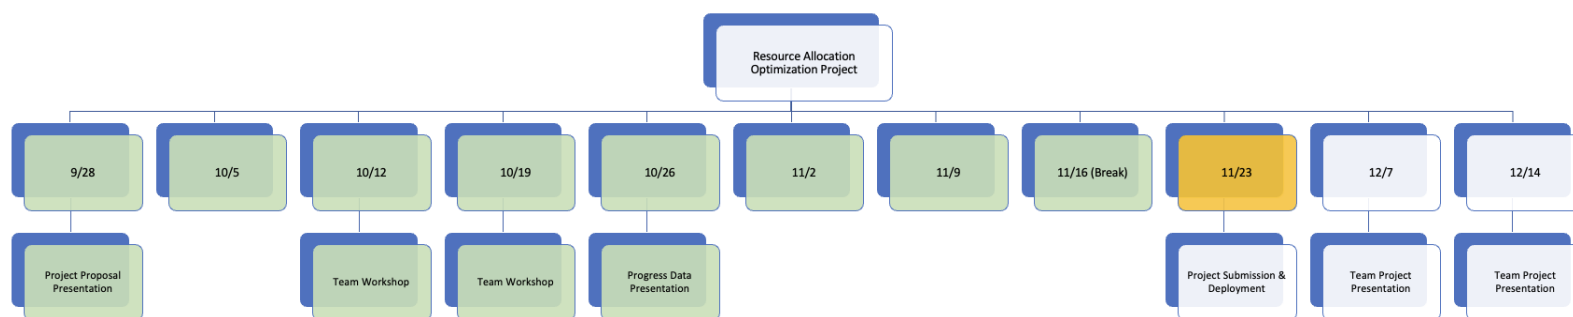 Resource Allocation
Optimization Project
9/28
10/5
10/12
10/19
10/26
11/2
11/9
11/16 (Break)
11/23
12/7
12/14
Project Proposal
Presentation
Team Workshop
Team Workshop
Progress Data
Presentation
Project Submission &
Deployment
Team Project
Presentation
Team Project
Presentation